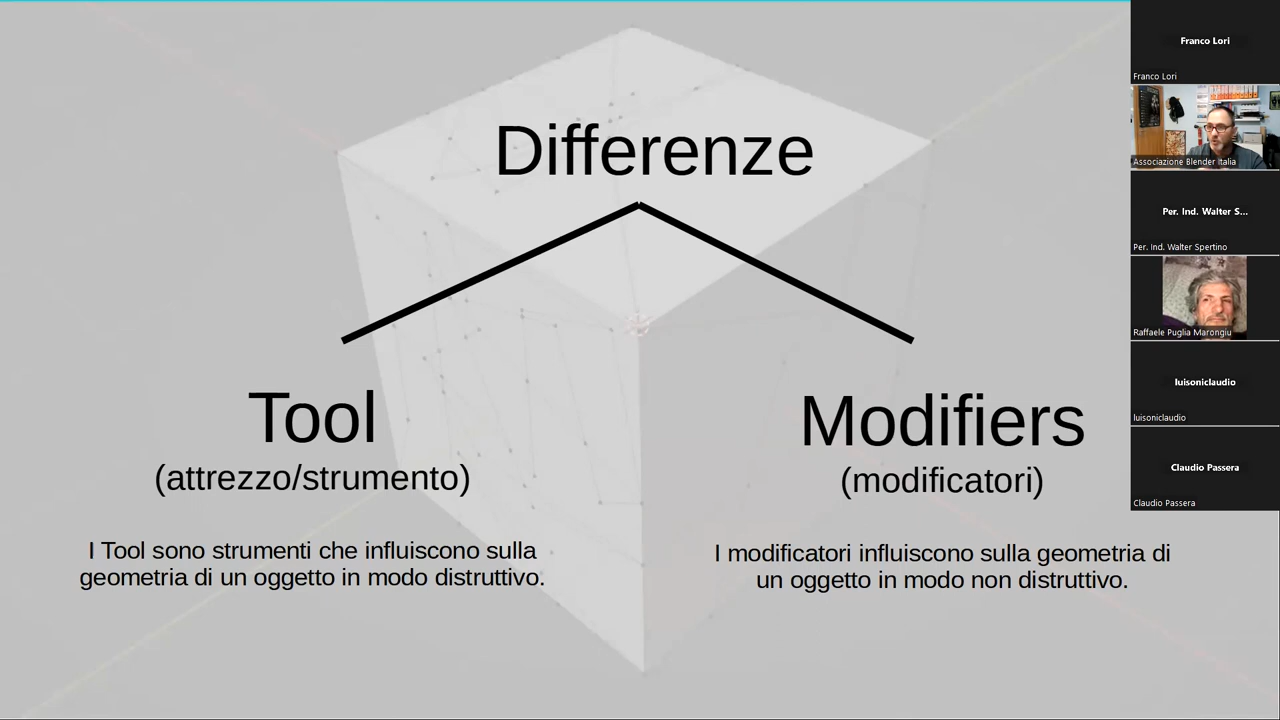 Differenze
Tool
(attrezzo/strumento)
I Tool sono strumenti che influiscono sulla
geometria di un oggetto in modo distruttivo.
Modifiers
(modificatori)
I modificatori influiscono sulla geometria di
un oggetto in modo non distruttivo.
Franco Lori
Franco Lori
Associazione Blender Italia
Per. Ind. Walter S...
Per. Ind. Walter Spertino
Raffaele Puglia Marongiu
luisoniclaudio
luisoniclaudio
Claudio Passera
Claudio Passera